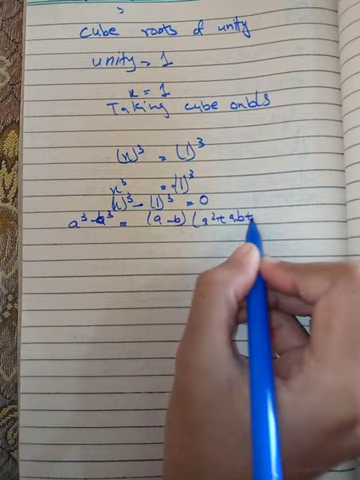 Cube roots of unity
unity = 1
x = 1
Taking cube on b/s
(x)³ = (1)³
x³ = (1)³
(x)³ - (1)³ = 0
a³ - b³ = (a - b) (a² + ab +